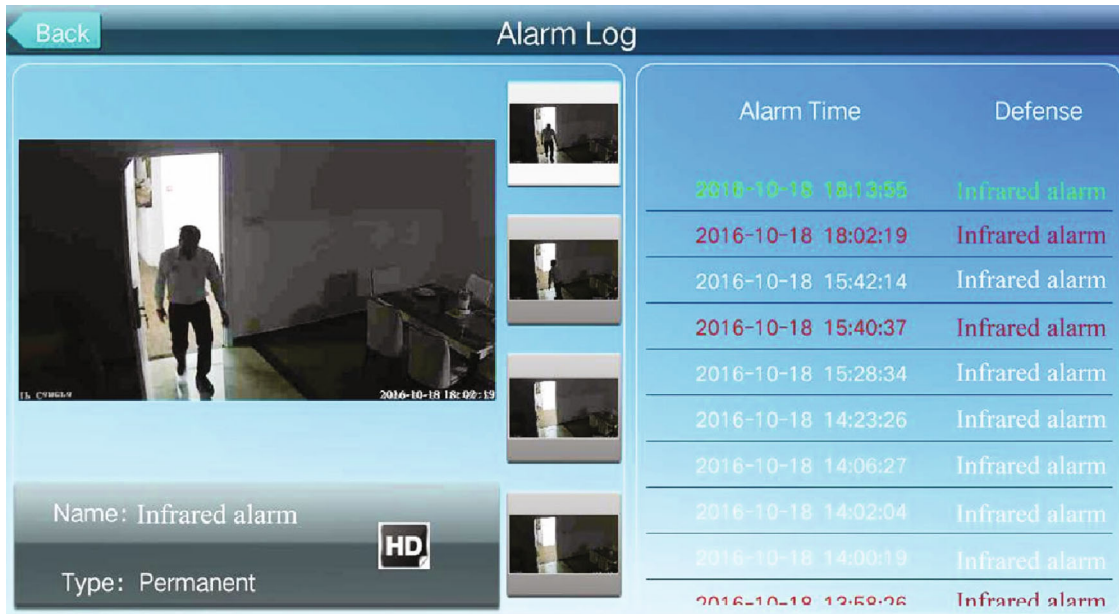 Back
Alarm Log
2016-10-18 18:02:19
Name: Infrared alarm
HD
Type: Permanent
Alarm Time Defense
2016-10-18 18:13:55 Infrared alarm
2016-10-18 18:02:19 Infrared alarm
2016-10-18 15:42:14 Infrared alarm
2016-10-18 15:40:37 Infrared alarm
2016-10-18 15:28:34 Infrared alarm
2016-10-18 14:23:26 Infrared alarm
2016-10-18 14:06:27 Infrared alarm
2016-10-18 14:02:04 Infrared alarm
2016-10-18 14:00:19 Infrared alarm
2016-10-18 13:58:26 Infrared alarm